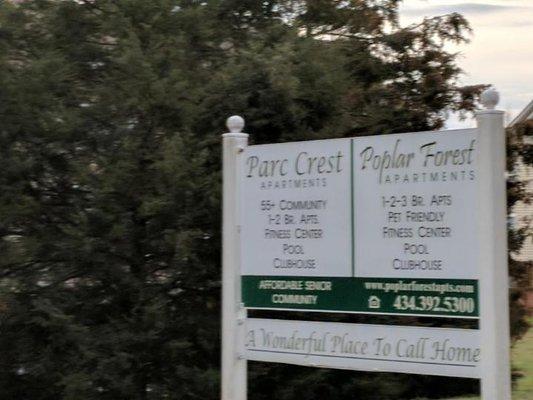 Parc Crest
APARTMENTS
55+ COMMUNITY
1-2 BR. APTS.
FITNESS CENTER
POOL
CLUBHOUSE
AFFORDABLE SENIOR
COMMUNITY
Poplar Forest
APARTMENTS
1-2-3 BR. APTS
PET FRIENDLY
FITNESS CENTER
POOL
CLUBHOUSE
www.poplarforestapts.com
434.392.5300
A Wonderful Place To Call Home